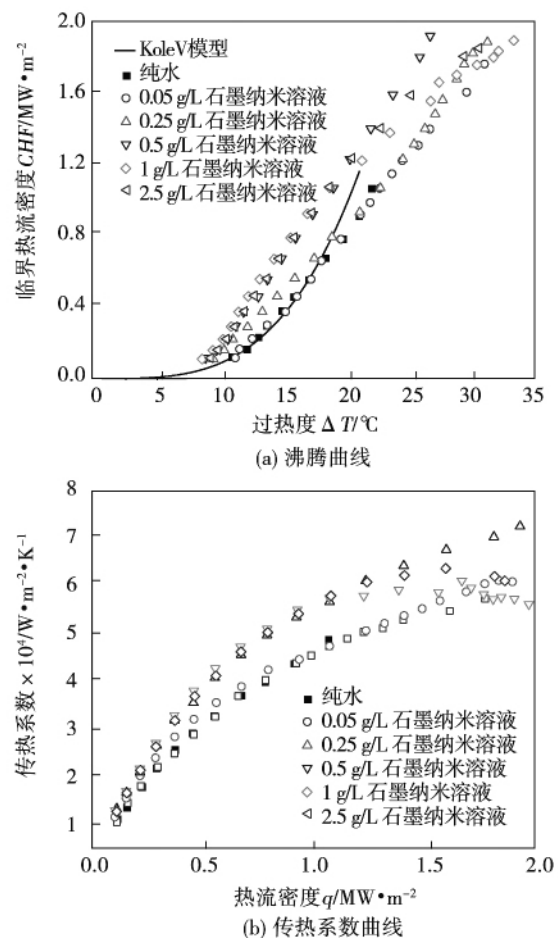 临界热流密度 CHF/MW•m⁻²
2.0
1.6
1.2
0.8
0.4
0.0
KoleV模型
纯水
0.05 g/L 石墨纳米溶液
0.25 g/L 石墨纳米溶液
0.5 g/L 石墨纳米溶液
1 g/L 石墨纳米溶液
2.5 g/L 石墨纳米溶液
0 5 10 15 20 25 30 35
过热度 Δ T/℃
(a) 沸腾曲线
传热系数×10⁴/W•m⁻²•K⁻¹
8
7
6
5
4
3
2
1
纯水
0.05 g/L 石墨纳米溶液
0.25 g/L 石墨纳米溶液
0.5 g/L 石墨纳米溶液
1 g/L 石墨纳米溶液
2.5 g/L 石墨纳米溶液
0.0 0.5 1.0 1.5 2.0
热流密度 q/MW•m⁻²
(b) 传热系数曲线